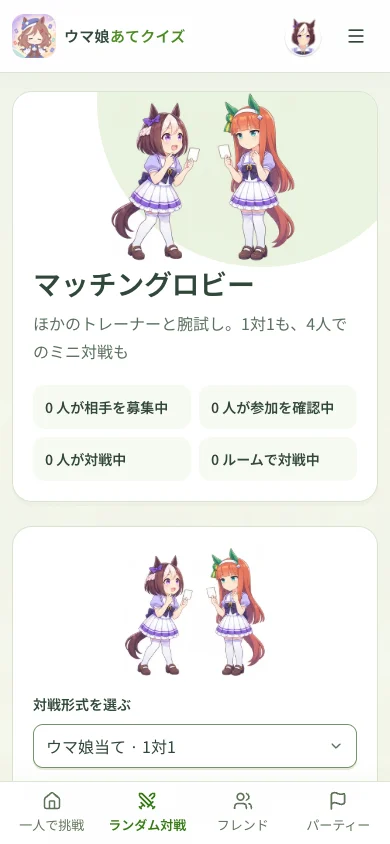 ウマ娘あてクイズ
マッチングロビー
ほかのトレーナーと腕試し。1対1も、4人で
のミニ対戦も
0 人が相手を募集中
0 人が参加を確認中
0 人が対戦中
0 ルームで対戦中
対戦形式を選ぶ
ウマ娘当て · 1対1
一人で挑戦
ランダム対戦
フレンド
パーティー